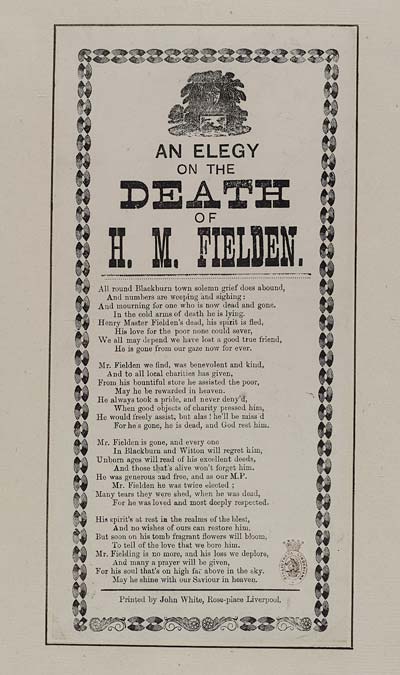 AN ELEGY
ON THE
DEATH
OF
H. M. FIELDEN.
All round Blackburn town solemn grief does abound,
And numbers are weeping and sighing:
And mourning for one who is now dead and gone.
In the cold arms of death he is lying.
Henry Master Fielden's dead, his spirit is fled,
His love for the poor none could sever,
We all may depend we have lost a good true friend,
He is gone from our gaze now for ever.
Mr. Fielden we find, was benevolent and kind,
And to all local charities has given,
From his bountiful store he assisted the poor,
May he be rewarded in heaven.
He always took a pride, and never deny'd,
When good objects of charity pressed him,
He would freely assist, but alas! he'll be miss'd
For he s gone, he is dead, and God rest him.
Mr. Fielden is gone, and every one
In Blackburn and Witton will regret him,
Unborn ages will read of his excellent deeds,
And those that's alive won't forget him.
He was generous and free, and as our M.P.
Mr. Fielden he was twice elected ;
Many tears they were shed, when he was dead,
For he was loved and most deeply respected.
His spirit's at rest in the realms of the blest,
And no wishes of ours can restore him.
But soon on his tomb fragrant flowers will bloom,
To tell of the love that we bore him.
Mr. Fielding is no more, and his loss we deplore,
And many a prayer will be given,
For his soul that's on high far above in the sky.
May he shine with our Saviour in heaven.
Printed by John White, Rose-place Liverpool.